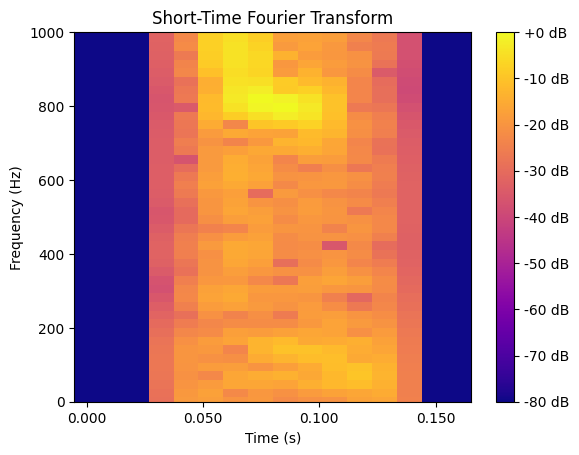 Short-Time Fourier Transform
Frequency (Hz)
1000
800
600
400
200
0
0.000
0.050
0.100
0.150
Time (s)
+0 dB
-10 dB
-20 dB
-30 dB
-40 dB
-50 dB
-60 dB
-70 dB
-80 dB